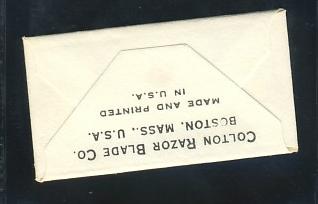 COLTON RAZOR BLADE CO.
BOSTON, MASS., U.S.A.
MADE AND PRINTED
IN U.S.A.